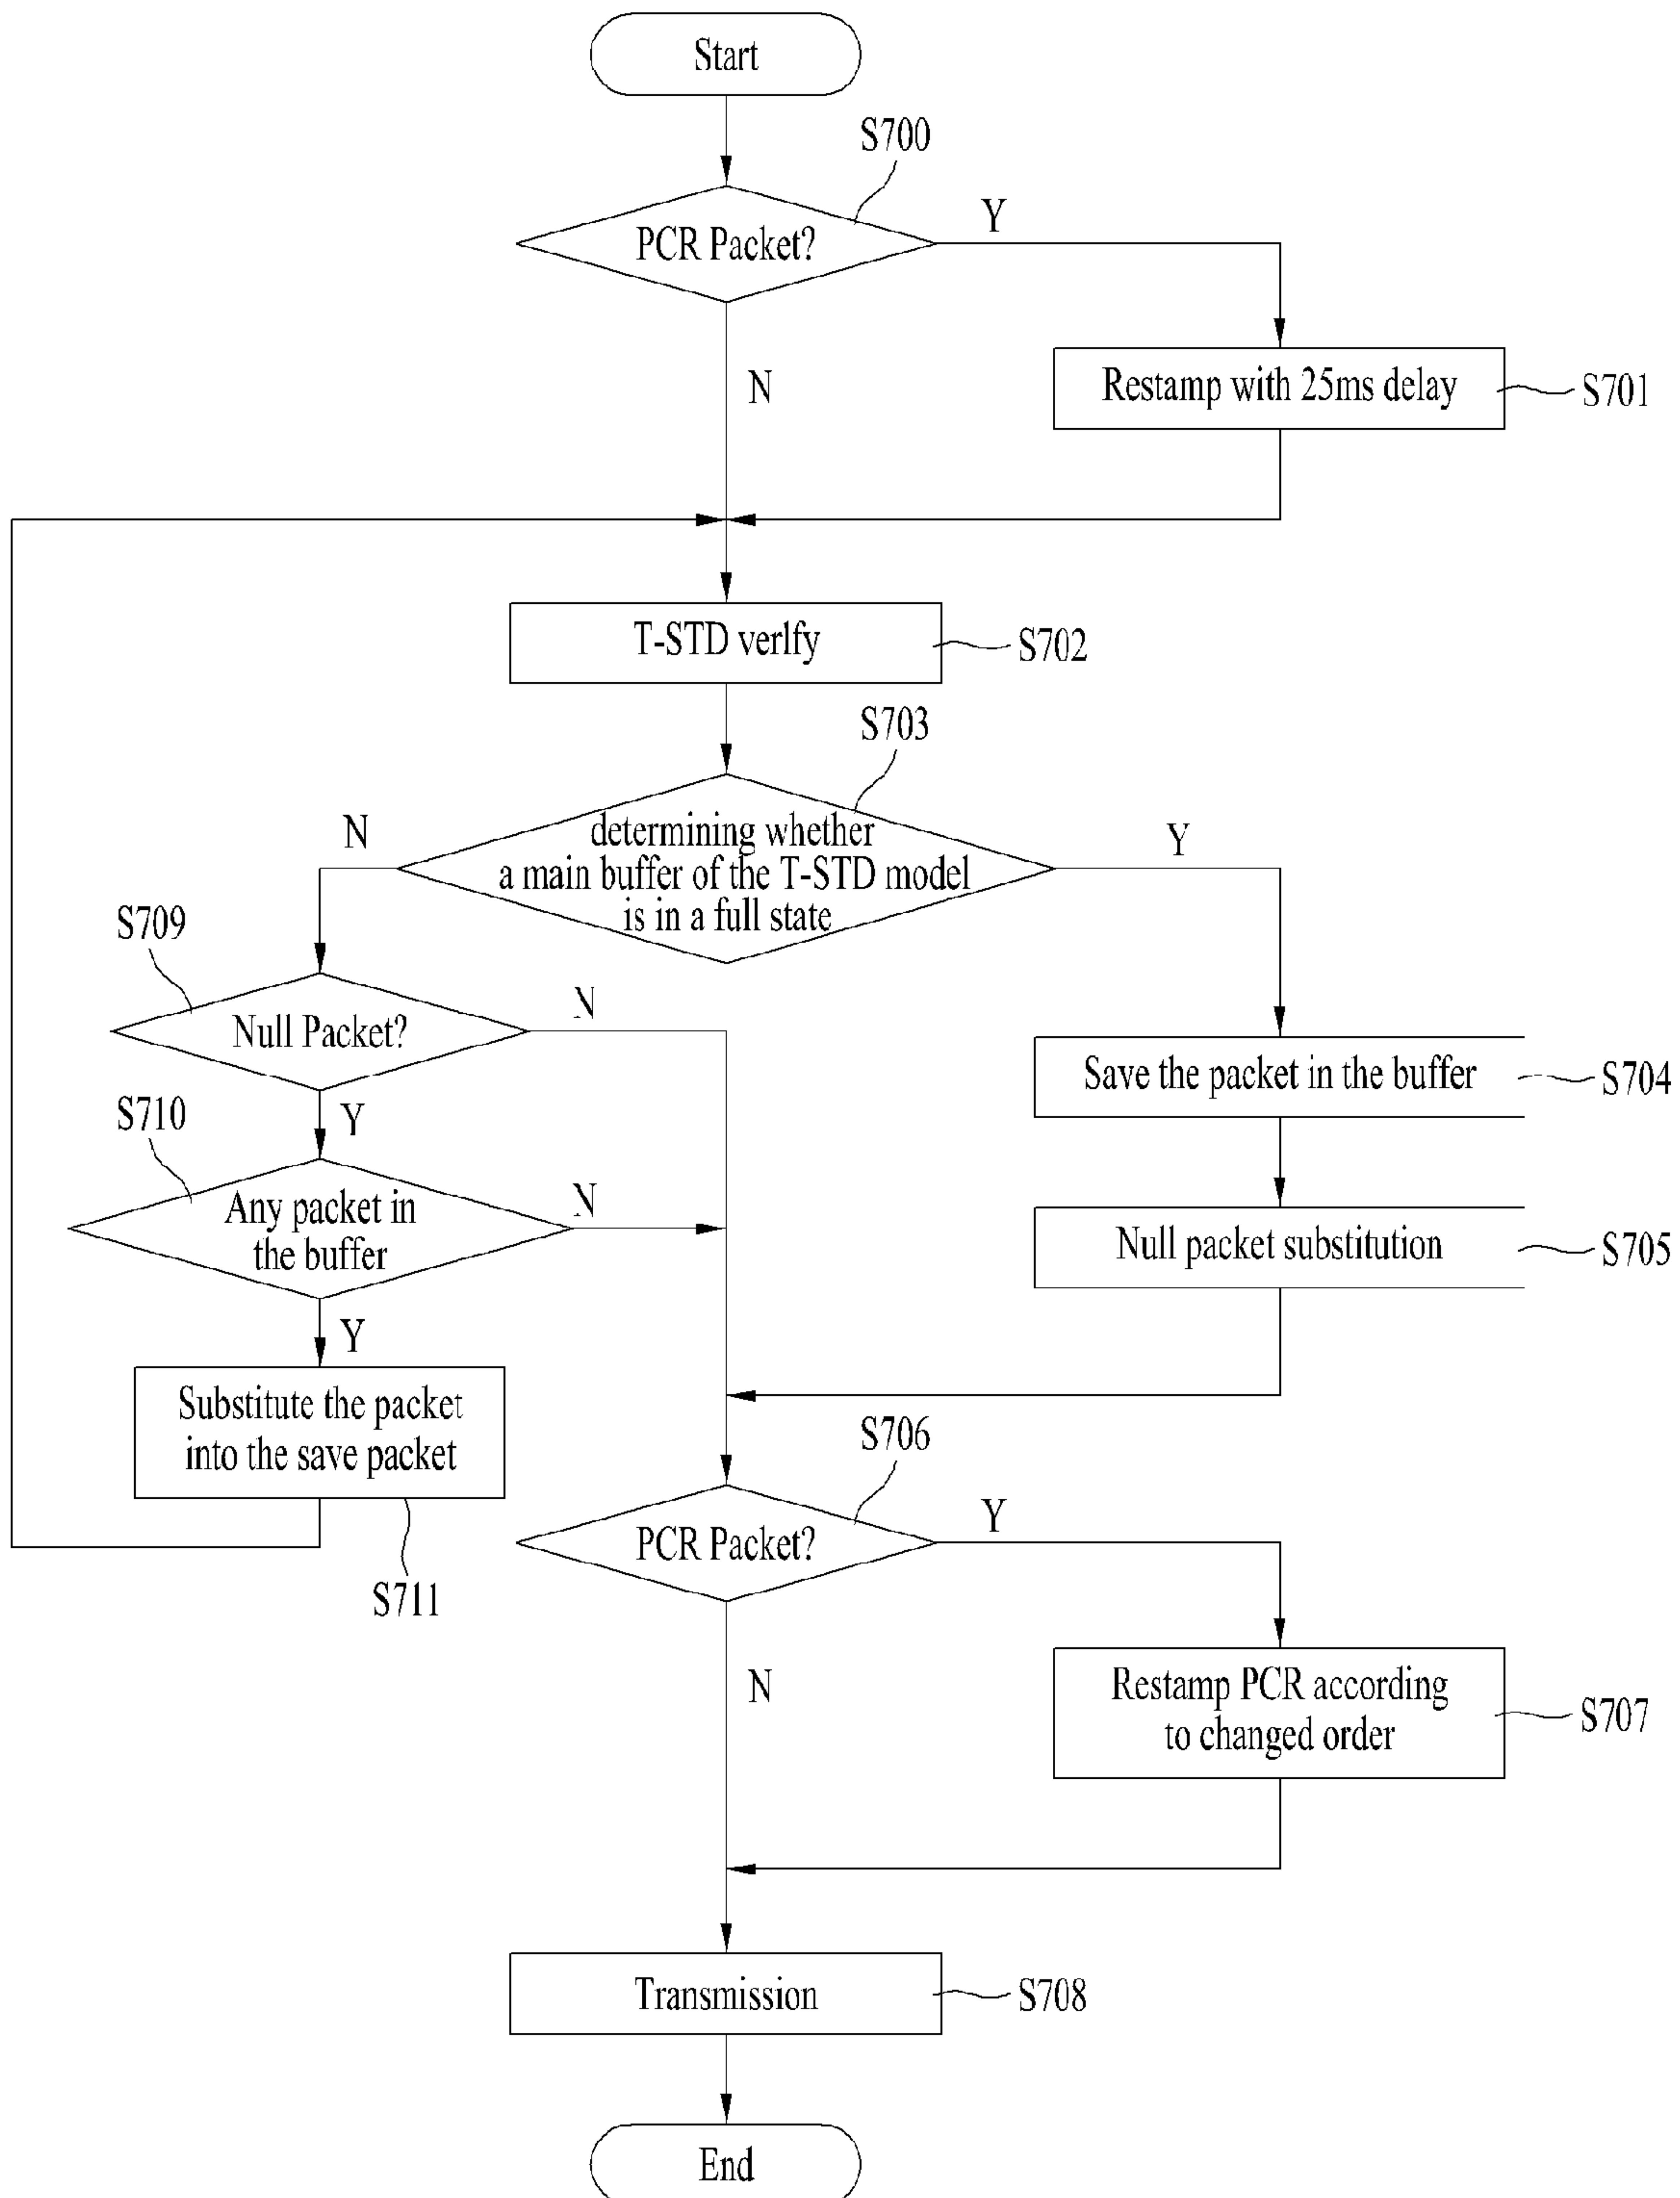 Start
S700
PCR Packet?
Y
N
Restamp with 25ms delay
S701
T-STD verlfy
S702
S703
determining whether
a main buffer of the T-STD model
is in a full state
N
Y
S709
Null Packet?
N
Y
Save the packet in the buffer
S704
S710
Any packet in
the buffer
N
Y
Null packet substitution
S705
Substitute the packet
into the save packet
S711
S706
PCR Packet?
Y
N
Restamp PCR according
to changed order
S707
Transmission
S708
End